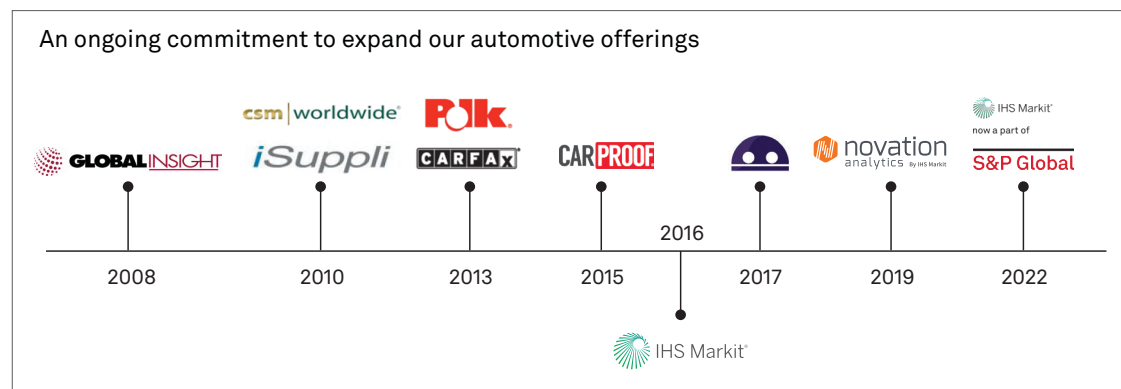 An ongoing commitment to expand our automotive offerings
csm|worldwide®
Polk®
IHS Markit®
now a part of
GLOBAL INSIGHT
iSuppli
CARFAX®
CARPROOF
novation
analytics By IHS Markit
S&P Global
2016
2008
2010
2013
2015
2017
2019
2022
IHS Markit®